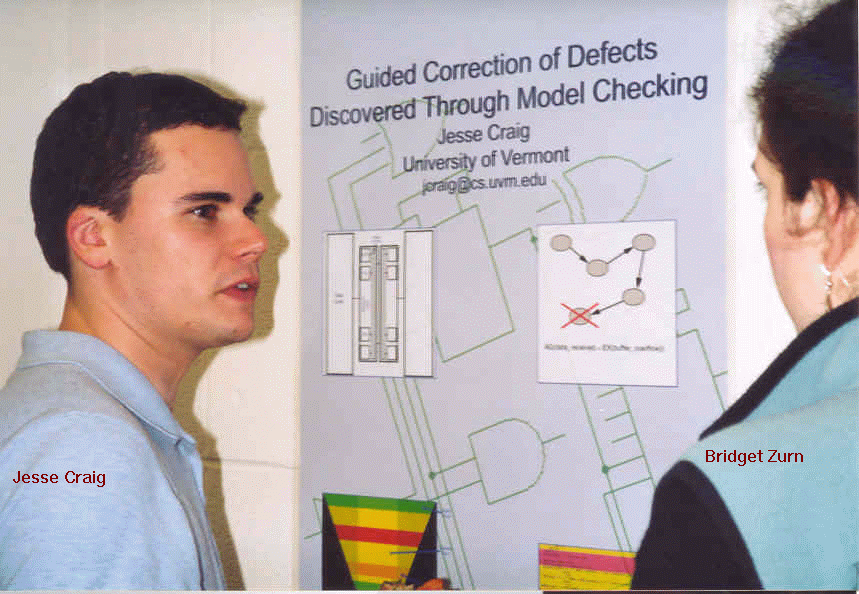 Guided Correction of Defects
Discovered Through Model Checking
Jesse Craig
University of Vermont
jcraig@cs.uvm.edu
Jesse Craig
Bridget Zurn